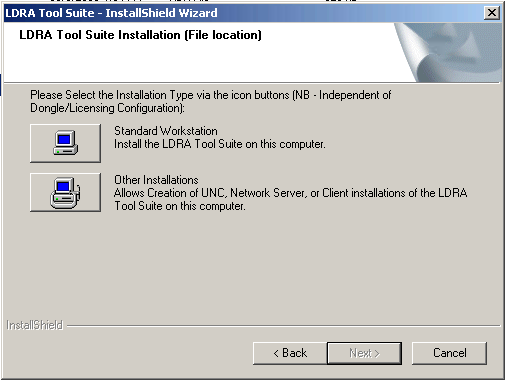 LDRA Tool Suite - InstallShield Wizard
LDRA Tool Suite Installation (File location)
Please Select the Installation Type via the icon buttons (NB - Independent of
Dongle/Licensing Configuration):
Standard Workstation
Install the LDRA Tool Suite on this computer.
Other Installations
Allows Creation of UNC, Network Server, or Client installations of the LDRA
Tool Suite on this computer.
InstallShield
< Back
Next >
Cancel